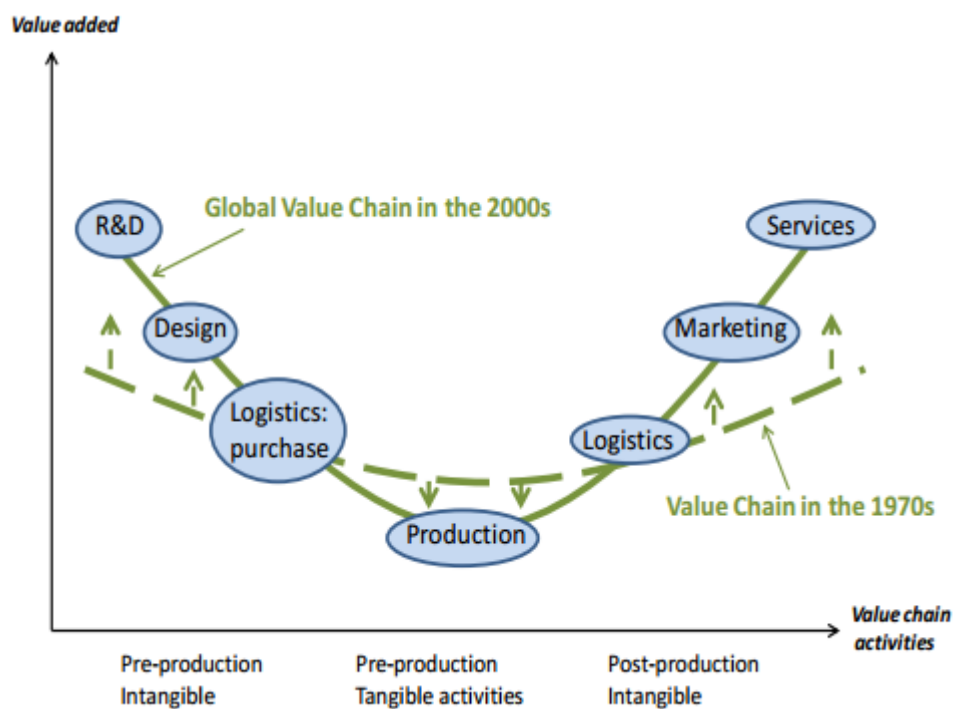 Value added
Global Value Chain in the 2000s
R&D
Services
Design
Marketing
Logistics:
purchase
Logistics
Value Chain in the 1970s
Production
Value chain
activities
Pre-production
Intangible
Pre-production
Tangible activities
Post-production
Intangible